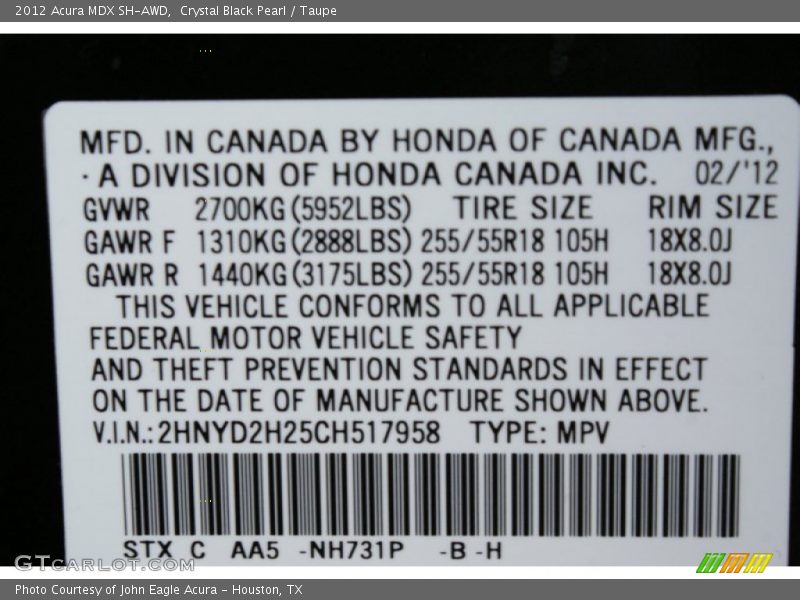 2012 Acura MDX SH-AWD, Crystal Black Pearl / Taupe
MFD. IN CANADA BY HONDA OF CANADA MFG.,
A DIVISION OF HONDA CANADA INC. 02/'12
GVWR 2700KG(5952LBS) TIRE SIZE RIM SIZE
GAWR F 1310KG(2888LBS) 255/55R18 105H 18X8.0J
GAWR R 1440KG(3175LBS) 255/55R18 105H 18X8.0J
THIS VEHICLE CONFORMS TO ALL APPLICABLE
FEDERAL MOTOR VEHICLE SAFETY
AND THEFT PREVENTION STANDARDS IN EFFECT
ON THE DATE OF MANUFACTURE SHOWN ABOVE.
V.I.N.: 2HNYD2H25CH517958 TYPE: MPV
STX C AA5 -NH731P -B -H
GTCarLot.com
Photo Courtesy of John Eagle Acura - Houston, TX